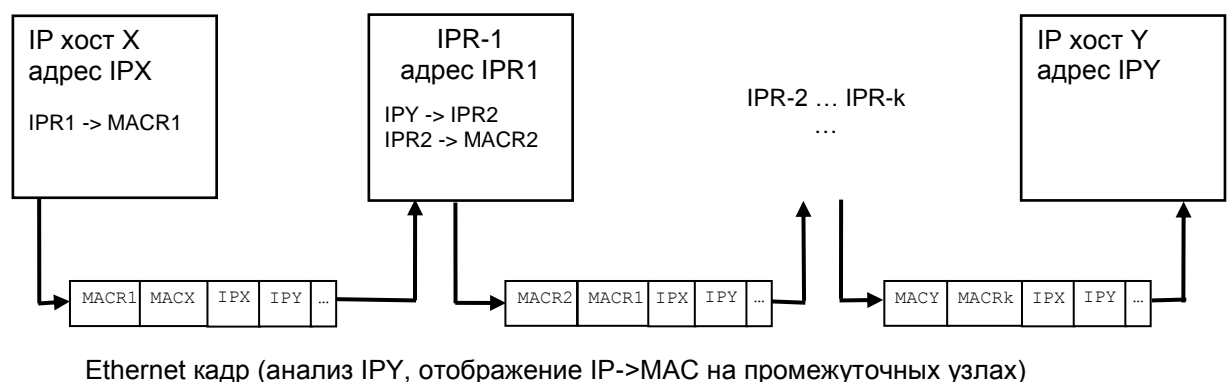 IP хост X
адрес IPX
IPR1 -> MACR1
IPR-1
адрес IPR1
IPY -> IPR2
IPR2 -> MACR2
IPR-2 … IPR-k
…
IP хост Y
адрес IPY
MACR1 MACX IPX IPY …
MACR2 MACR1 IPX IPY …
MACY MACRk IPX IPY …
Ethernet кадр (анализ IPY, отображение IP->MAC на промежуточных узлах)